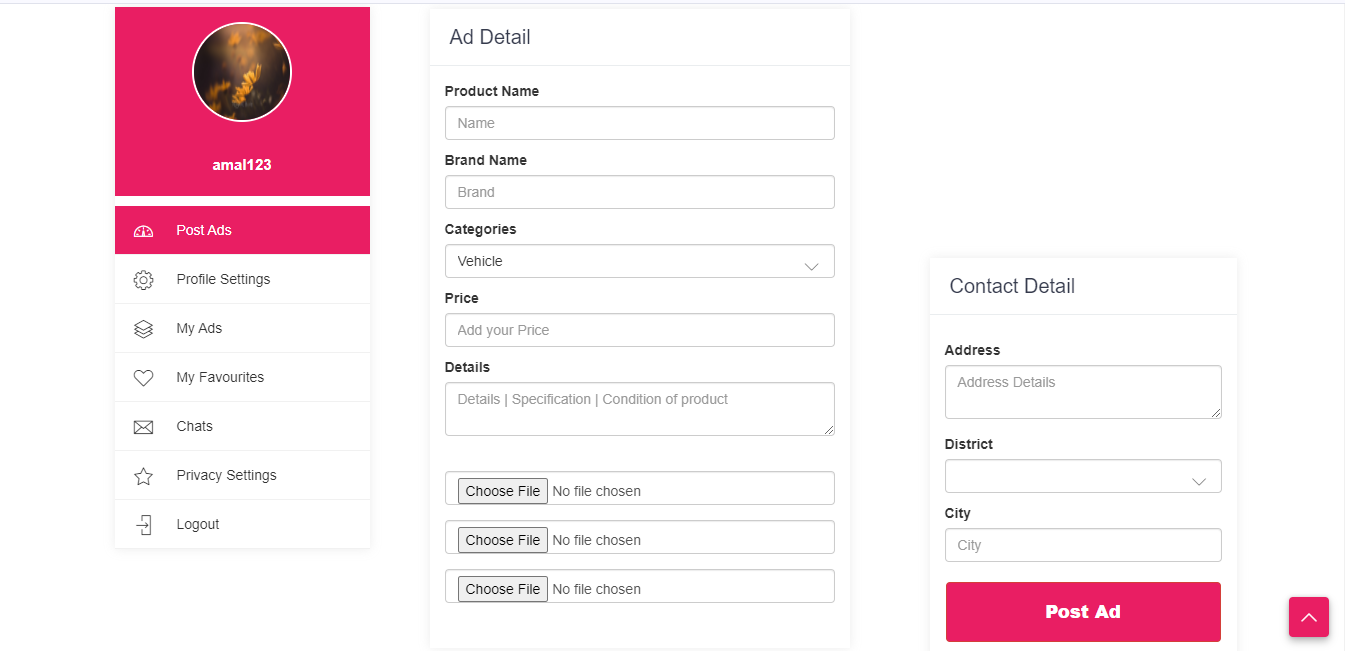 amal123
Post Ads
Profile Settings
My Ads
My Favourites
Chats
Privacy Settings
Logout
Ad Detail
Product Name
Name
Brand Name
Brand
Categories
Vehicle
Price
Add your Price
Details
Details | Specification | Condition of product
Choose File No file chosen
Choose File No file chosen
Choose File No file chosen
Contact Detail
Address
Address Details
District
City
City
Post Ad